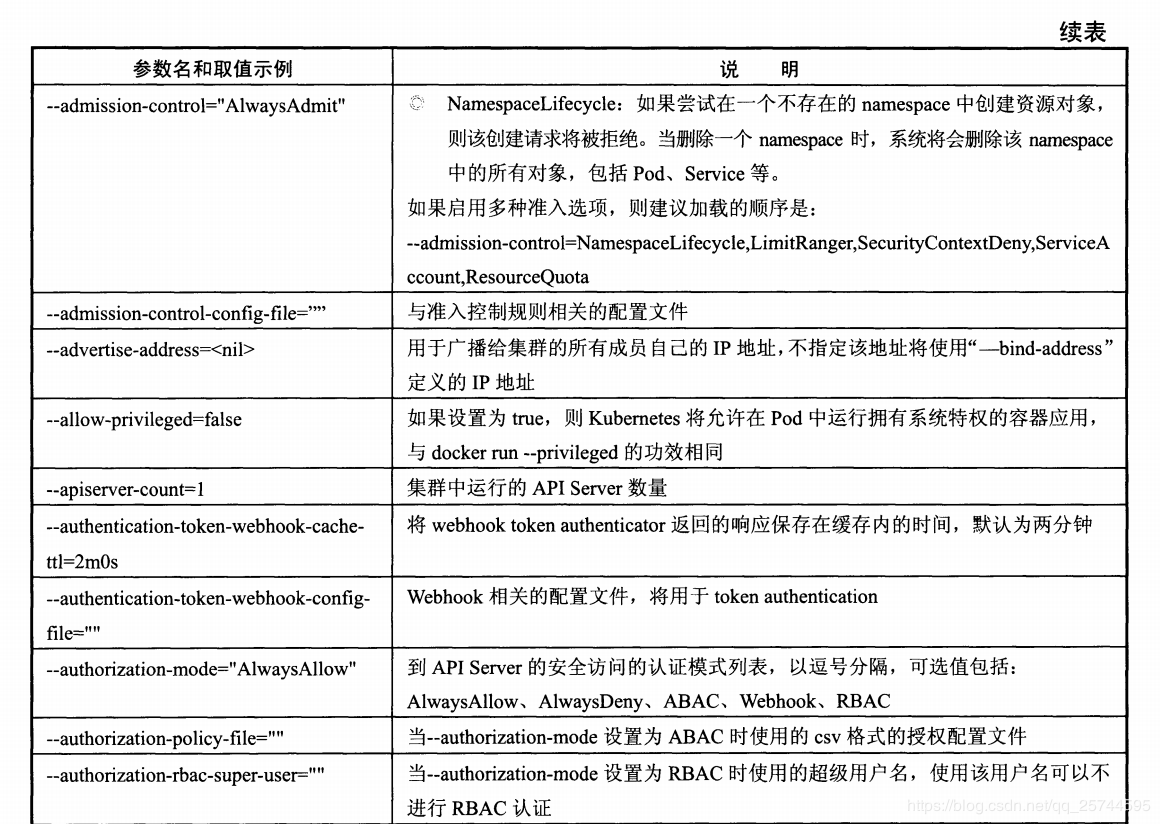 续表
参数名和取值示例
说 明
--admission-control="AlwaysAdmit"
NamespaceLifecycle：如果尝试在一个不存在的 namespace 中创建资源对象，
则该创建请求将被拒绝。当删除一个 namespace 时，系统将会删除该 namespace
中的所有对象，包括 Pod、Service 等。
如果启用多种准入选项，则建议加载的顺序是：
--admission-control=NamespaceLifecycle,LimitRanger,SecurityContextDeny,ServiceA
ccount,ResourceQuota
--admission-control-config-file=””
与准入控制规则相关的配置文件
--advertise-address=<nil>
用于广播给集群的所有成员自己的 IP 地址，不指定该地址将使用“—bind-address”
定义的 IP 地址
--allow-privileged=false
如果设置为 true，则 Kubernetes 将允许在 Pod 中运行拥有系统特权的容器应用，
与 docker run --privileged 的功效相同
--apiserver-count=1
集群中运行的 API Server 数量
--authentication-token-webhook-cache-
ttl=2m0s
将 webhook token authenticator 返回的响应保存在缓存内的时间，默认为两分钟
--authentication-token-webhook-config-
file=""
Webhook 相关的配置文件，将用于 token authentication
--authorization-mode="AlwaysAllow"
到 API Server 的安全访问的认证模式列表，以逗号分隔，可选值包括：
AlwaysAllow、AlwaysDeny、ABAC、Webhook、RBAC
--authorization-policy-file=""
当--authorization-mode 设置为 ABAC 时使用的 csv 格式的授权配置文件
--authorization-rbac-super-user=""
当--authorization-mode 设置为 RBAC 时使用的超级用户名，使用该用户名可以不
进行 RBAC 认证
https://blog.csdn.net/qq_25744595